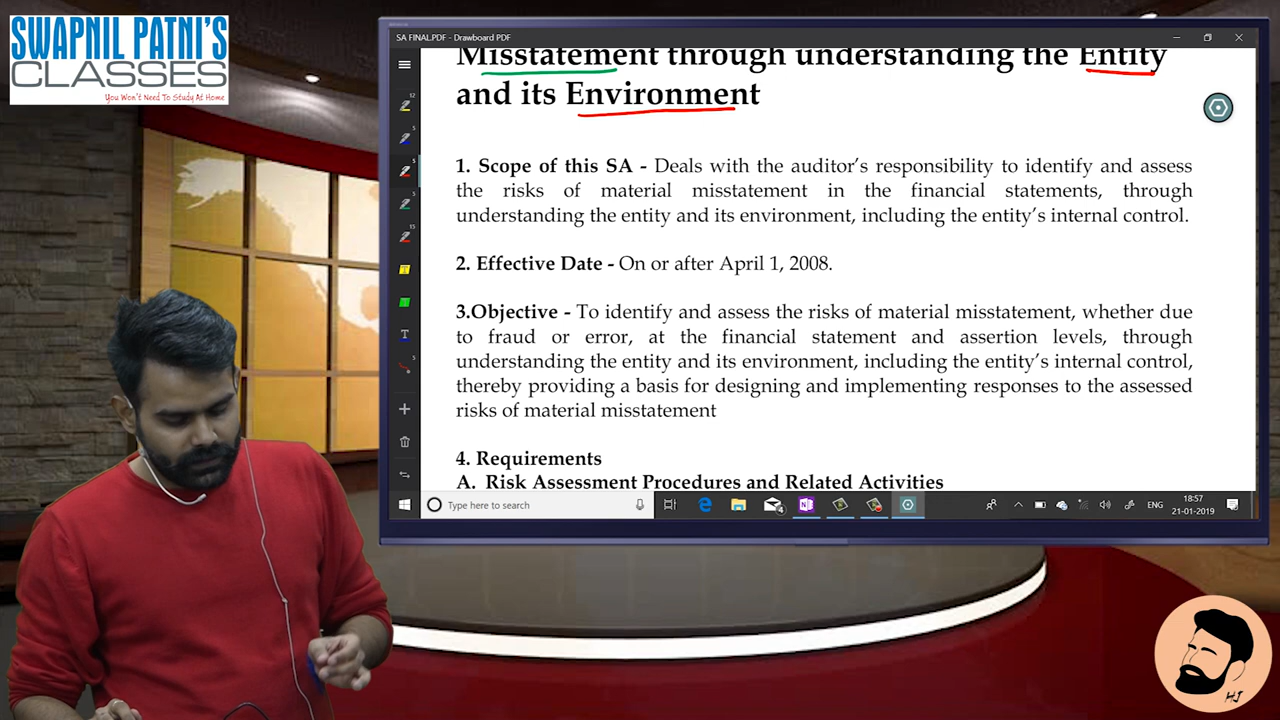 SWAPNIL PATNI'S
CLASSES
You Won't Need To Study At Home
SA FINAL.PDF - Drawboard PDF
Misstatement through understanding the Entity
and its Environment
1. Scope of this SA - Deals with the auditor's responsibility to identify and assess
the risks of material misstatement in the financial statements, through
understanding the entity and its environment, including the entity's internal control.
2. Effective Date - On or after April 1, 2008.
3.Objective - To identify and assess the risks of material misstatement, whether due
to fraud or error, at the financial statement and assertion levels, through
understanding the entity and its environment, including the entity's internal control,
thereby providing a basis for designing and implementing responses to the assessed
risks of material misstatement
4. Requirements
A. Risk Assessment Procedures and Related Activities
Type here to search
4
ENG
18:57
21-01-2019
HJ